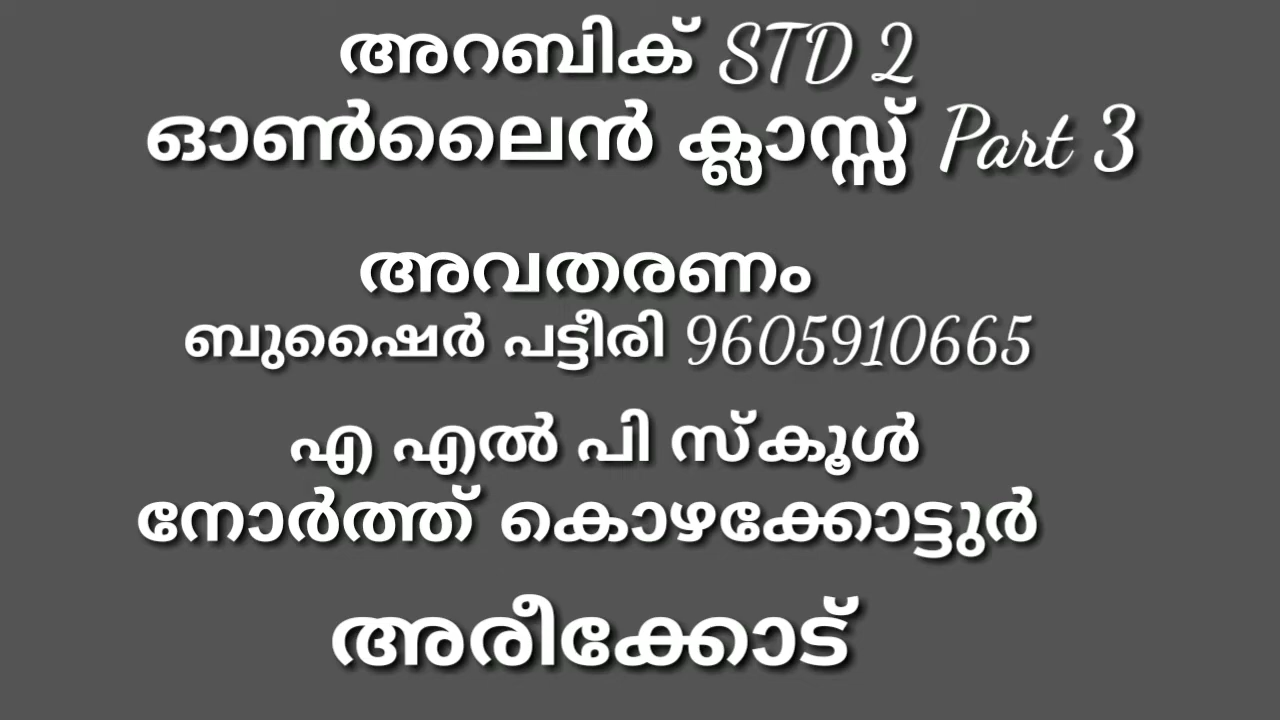 അറബിക് STD 2
ഓൺലൈൻ ക്ലാസ്സ് Part 3
അവതരണം
ബുഷൈർ പട്ടീരി 9605910665
എ എൽ പി സ്കൂൾ
നോർത്ത് കൊഴക്കോട്ടുർ
അരീക്കോട്